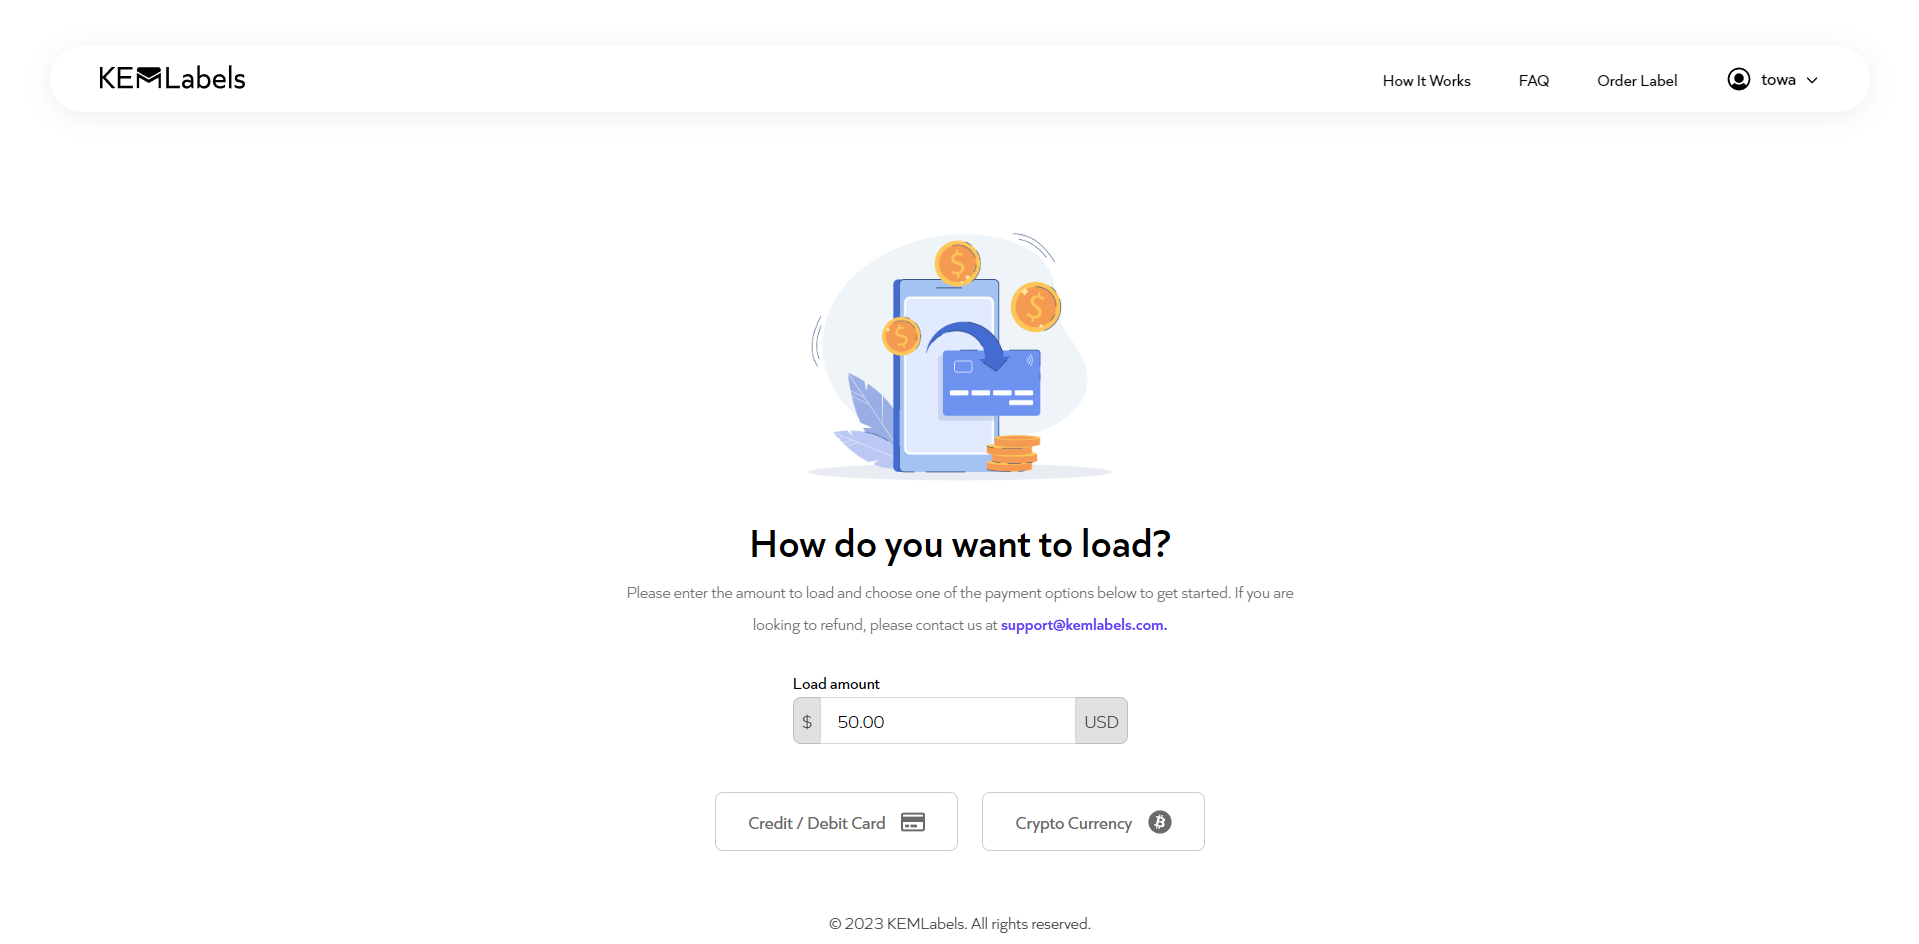 KEMLabels
How It Works
FAQ
Order Label
towa
How do you want to load?
Please enter the amount to load and choose one of the payment options below to get started. If you are
looking to refund, please contact us at support@kemlabels.com.
Load amount
$ 50.00 USD
Credit / Debit Card
Crypto Currency
© 2023 KEMLabels. All rights reserved.